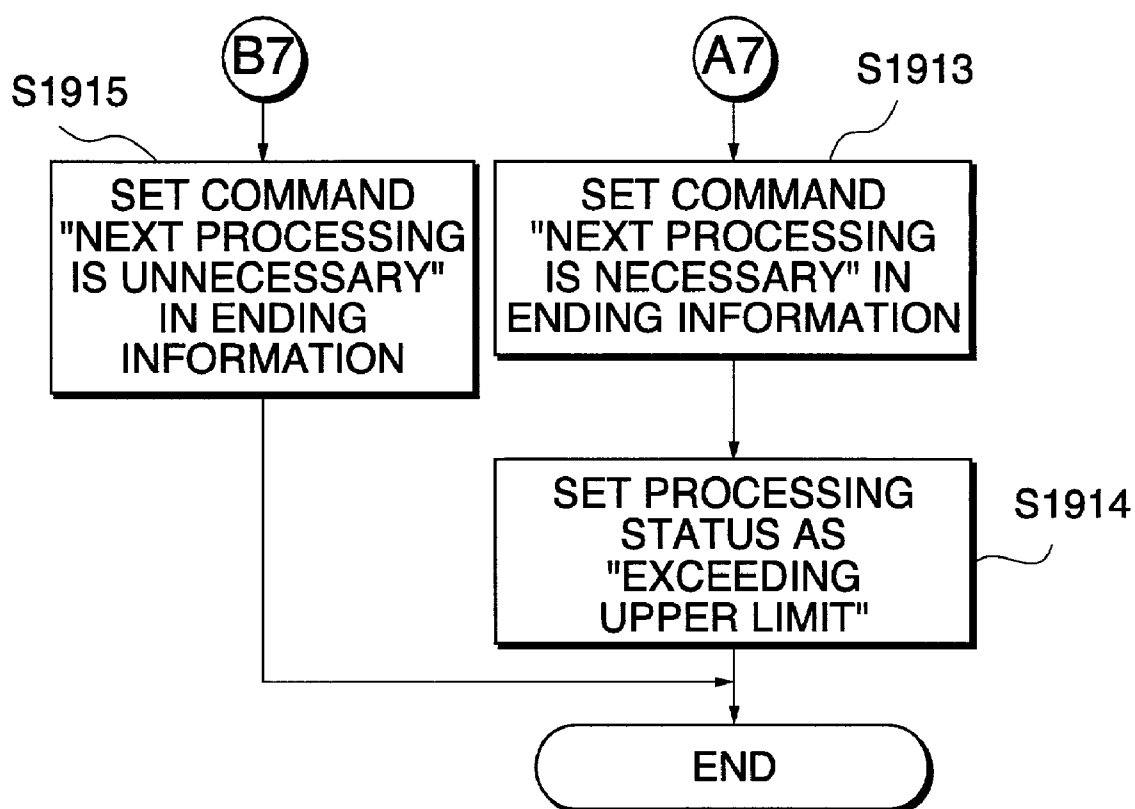 B7
A7
S1915
S1913
SET COMMAND
"NEXT PROCESSING
IS UNNECESSARY"
IN ENDING
INFORMATION
SET COMMAND
"NEXT PROCESSING
IS NECESSARY" IN
ENDING INFORMATION
SET PROCESSING
STATUS AS
"EXCEEDING
UPPER LIMIT"
S1914
END